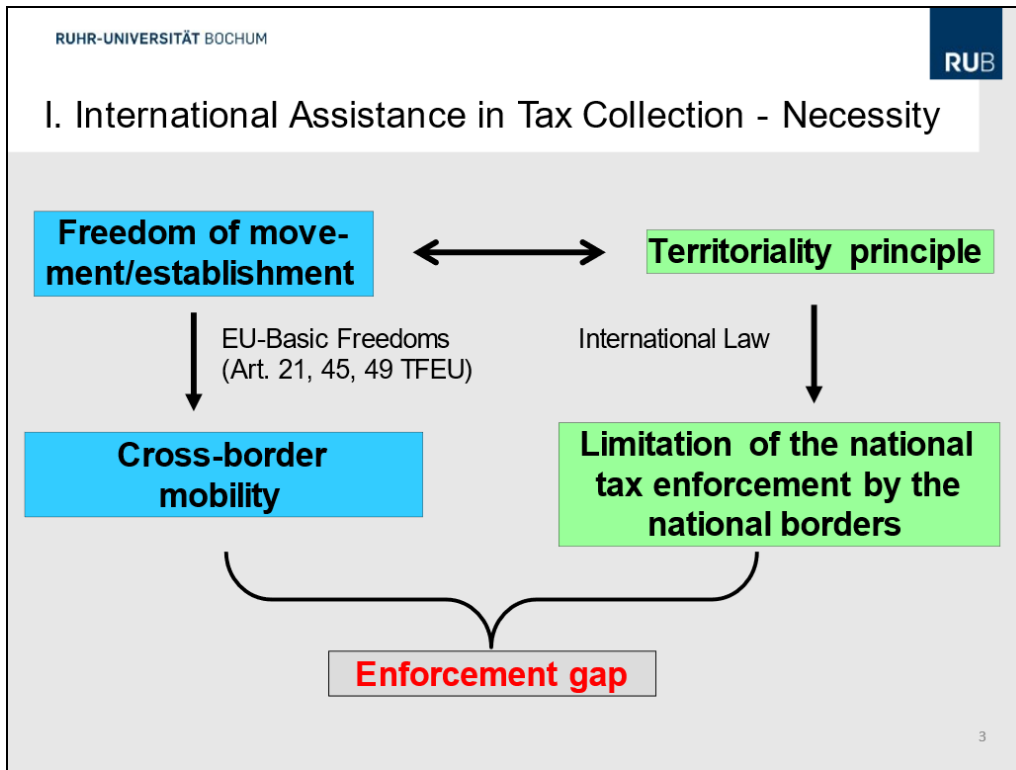 RUHR-UNIVERSITÄT BOCHUM
RUB
I. International Assistance in Tax Collection - Necessity
Freedom of move-
ment/establishment
Territoriality principle
EU-Basic Freedoms
(Art. 21, 45, 49 TFEU)
International Law
Cross-border
mobility
Limitation of the national
tax enforcement by the
national borders
Enforcement gap
3